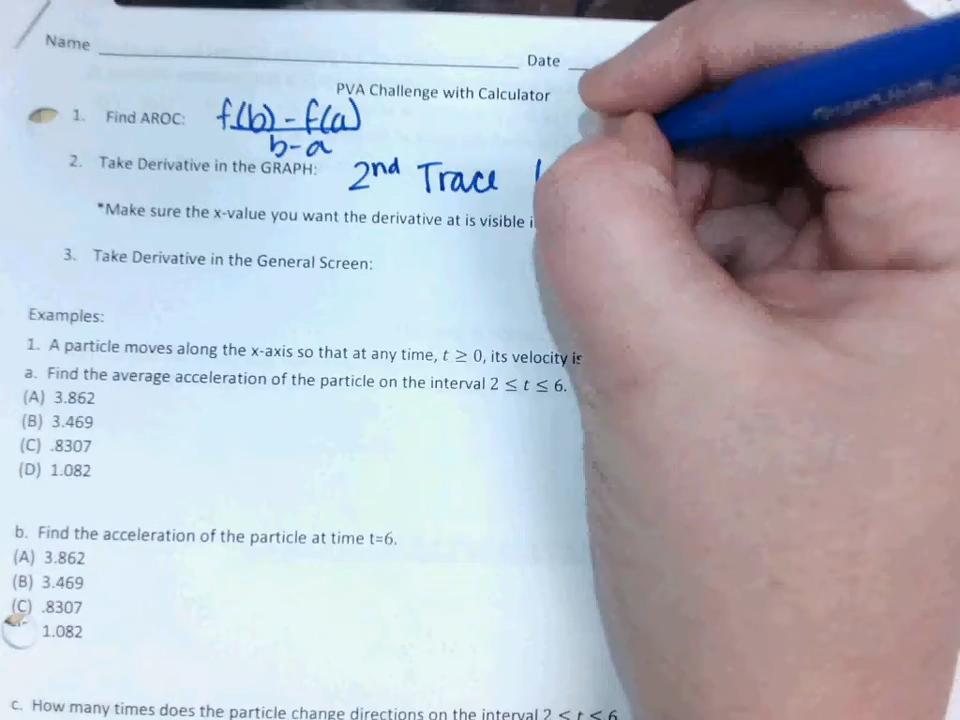 Name
Date
PVA Challenge with Calculator
1. Find AROC: f(b)-f(a)
b-a
2. Take Derivative in the GRAPH: 2nd Trace
*Make sure the x-value you want the derivative at is visible
3. Take Derivative in the General Screen:
Examples:
1. A particle moves along the x-axis so that at any time, t ≥ 0, its velocity is
a. Find the average acceleration of the particle on the interval 2 ≤ t ≤ 6.
(A) 3.862
(B) 3.469
(C) .8307
(D) 1.082
b. Find the acceleration of the particle at time t=6.
(A) 3.862
(B) 3.469
(C) .8307
1.082
c. How many times does the particle change directions on the interval 2 ≤ t ≤ 6